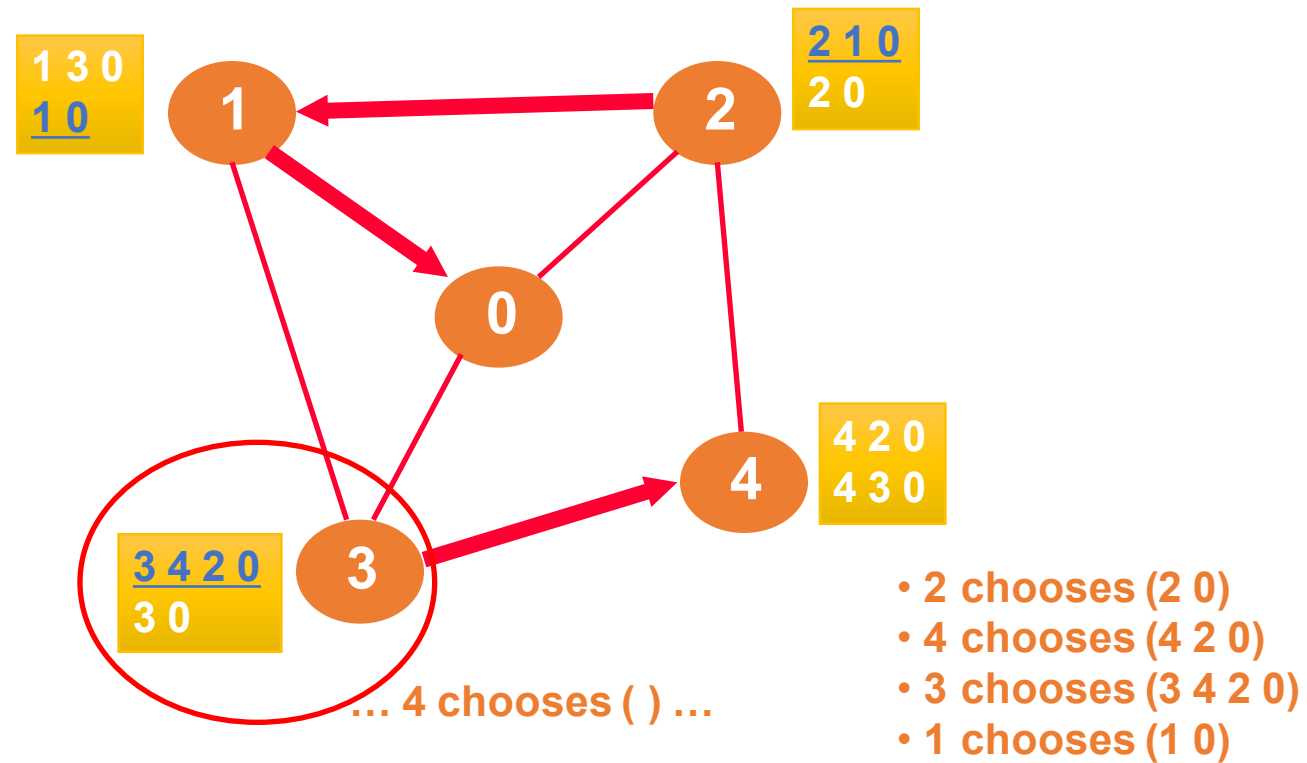 1 3 0
1 0
1
2
2 1 0
2 0
0
4
4 2 0
4 3 0
3 4 2 0
3 0
3
• 2 chooses (2 0)
• 4 chooses (4 2 0)
• 3 chooses (3 4 2 0)
• 1 chooses (1 0)
... 4 chooses ( ) ...